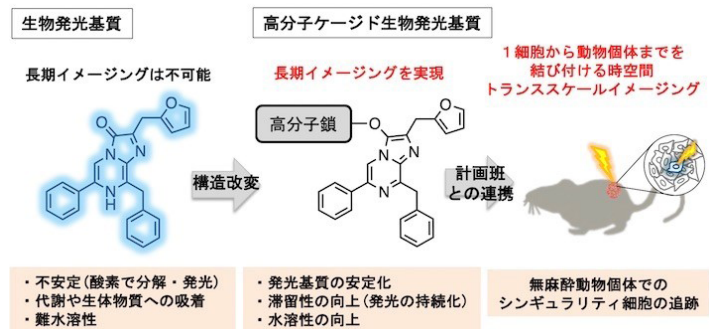 生物発光基質
高分子ケージド生物発光基質
長期イメージングは不可能
長期イメージングを実現
1細胞から動物個体までを
結び付ける時空間
トランススケールイメージング
O
O
N
N
N
H
高分子鎖
O
O
N
N
N
構造改変
計画班
との連携
・不安定(酸素で分解・発光)
・代謝や生体物質への吸着
・難水溶性
・発光基質の安定化
・滞留性の向上(発光の持続化)
・水溶性の向上
無麻酔動物個体での
シンギュラリティ細胞の追跡